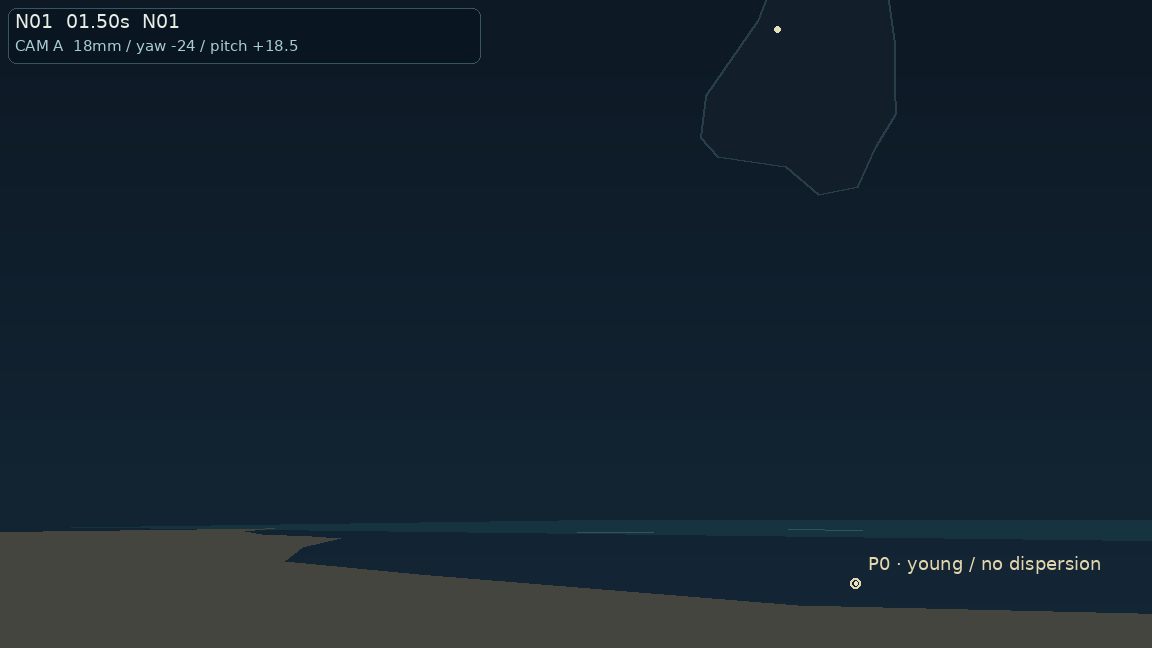 N01  01.50s  N01
CAM A  18mm / yaw -24 / pitch +18.5
P0 · young / no dispersion